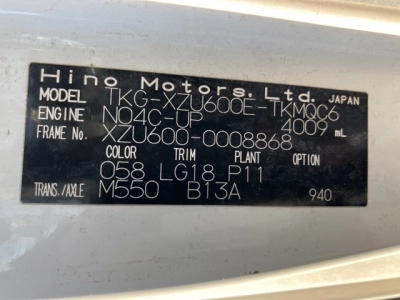 Hino Motors, Ltd. JAPAN
MODEL TKG-XZU600E-TKMQC6
ENGINE N04C-UP 4009 mL
FRAME No. XZU600-0008868
COLOR TRIM PLANT OPTION
058 LG18 P11
TRANS./AXLE M550 B13A 940